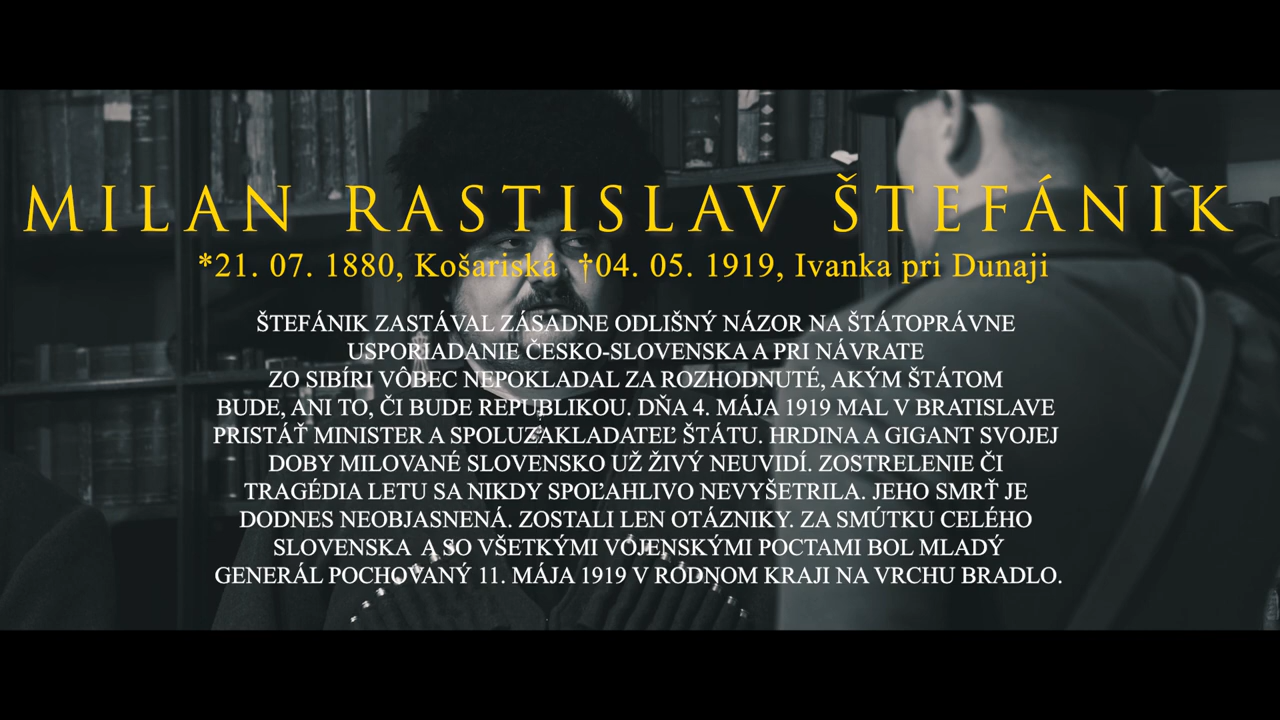 MILAN RASTISLAV ŠTEFÁNIK
*21. 07. 1880, Košariská †04. 05. 1919, Ivanka pri Dunaji
ŠTEFÁNIK ZASTÁVAL ZÁSADNE ODLIŠNÝ NÁZOR NA ŠTÁTOPRÁVNE
USPORIADANIE ČESKO-SLOVENSKA A PRI NÁVRATE
ZO SIBÍRI VÔBEC NEPOKLADAL ZA ROZHODNUTÉ, AKÝM ŠTÁTOM
BUDE, ANI TO, ČI BUDE REPUBLIKOU. DŇA 4. MÁJA 1919 MAL V BRATISLAVE
PRISTÁŤ MINISTER A SPOLUZAKLADATEĽ ŠTÁTU. HRDINA A GIGANT SVOJEJ
DOBY MILOVANÉ SLOVENSKO UŽ ŽIVÝ NEUVIDÍ. ZOSTRELENIE ČI
TRAGÉDIA LETU SA NIKDY SPOĽAHLIVO NEVYŠETRILA. JEHO SMRŤ JE
DODNES NEOBJASNENÁ. ZOSTALI LEN OTÁZNIKY. ZA SMÚTKU CELÉHO
SLOVENSKA A SO VŠETKÝMI VOJENSKÝMI POCTAMI BOL MLADÝ
GENERÁL POCHOVANÝ 11. MÁJA 1919 V RODNOM KRAJI NA VRCHU BRADLO.